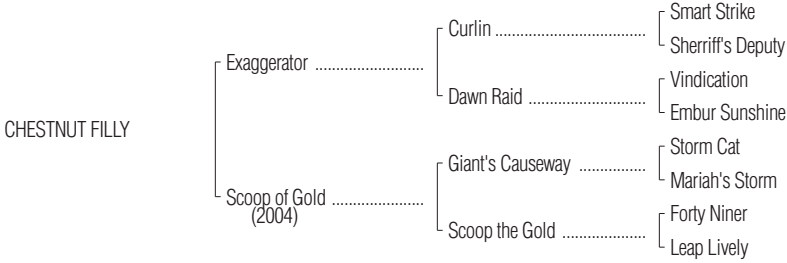 Smart Strike
Curlin ....................................
Sherriff's Deputy
Exaggerator ..........................
Vindication
Dawn Raid ............................
Embur Sunshine
CHESTNUT FILLY
Storm Cat
Giant's Causeway ................
Mariah's Storm
Scoop of Gold ......................
(2004)
Forty Niner
Scoop the Gold ....................
Leap Lively